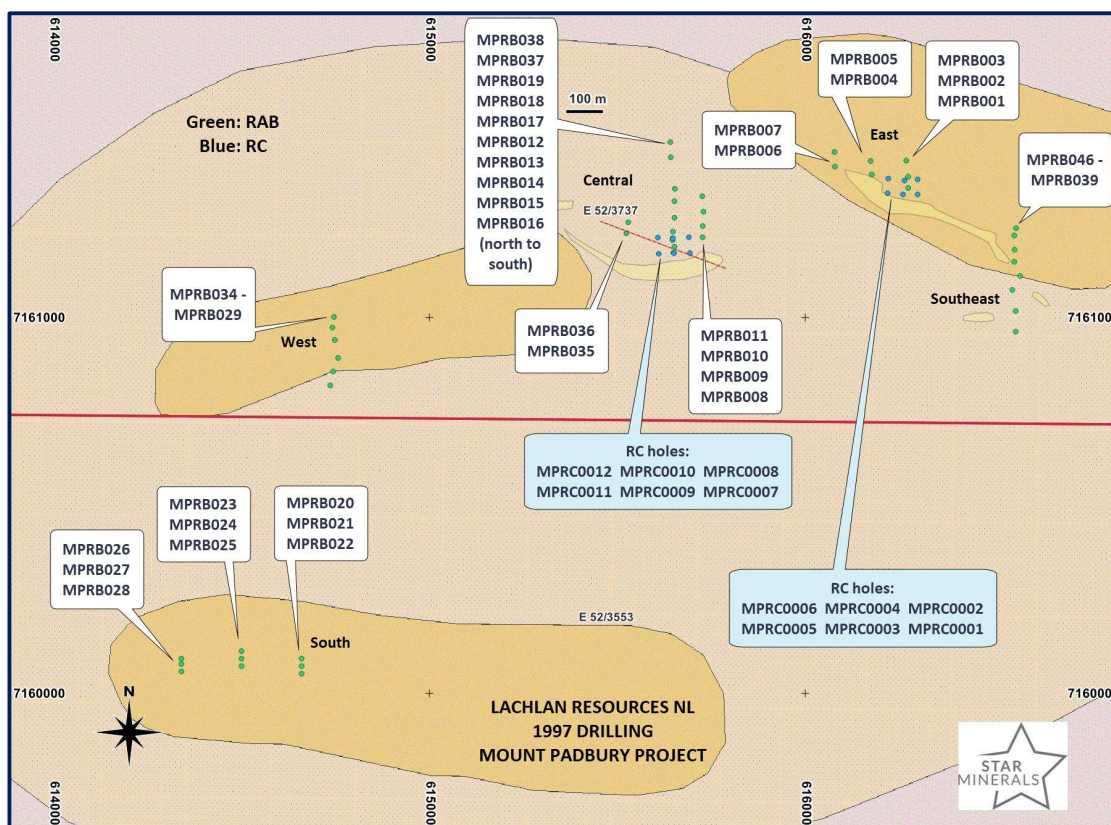 614000
615000
616000
MPRB038
MPRB037
MPRB019
MPRB018
MPRB017
MPRB012
MPRB013
MPRB014
MPRB015
MPRB016
(north to
south)
Green: RAB
Blue: RC
100 m
MPRB005
MPRB004
MPRB003
MPRB002
MPRB001
East
MPRB007
MPRB006
MPRB046 -
MPRB039
Central
E 52/3737
MPRB034 -
MPRB029
Southeast
7161000
7161000
West
MPRB036
MPRB035
MPRB011
MPRB010
MPRB009
MPRB008
RC holes:
MPRC0012 MPRC0010 MPRC0008
MPRC0011 MPRC0009 MPRC0007
MPRB023
MPRB024
MPRB025
MPRB020
MPRB021
MPRB022
MPRB026
MPRB027
MPRB028
RC holes:
MPRC0006 MPRC0004 MPRC0002
MPRC0005 MPRC0003 MPRC0001
E 52/3553
South
7160000
7160000
N
LACHLAN RESOURCES NL
1997 DRILLING
MOUNT PADBURY PROJECT
STAR
MINERALS
614000
615000
616000